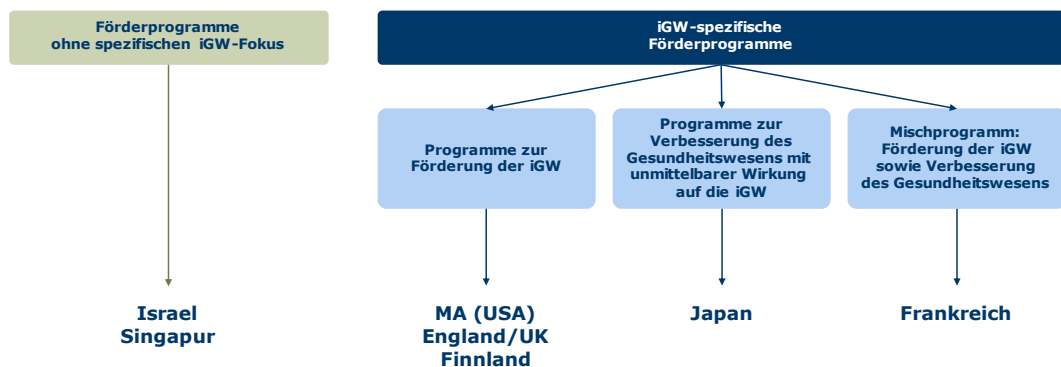 Förderprogramme
ohne spezifischen iGW-Fokus
iGW-spezifische
Förderprogramme
Programme zur
Förderung der iGW
Programme zur
Verbesserung des
Gesundheitswesens mit
unmittelbarer Wirkung
auf die iGW
Mischprogramm:
Förderung der iGW
sowie Verbesserung
des Gesundheitswesens
Israel
Singapur
MA (USA)
England/UK
Finnland
Japan
Frankreich